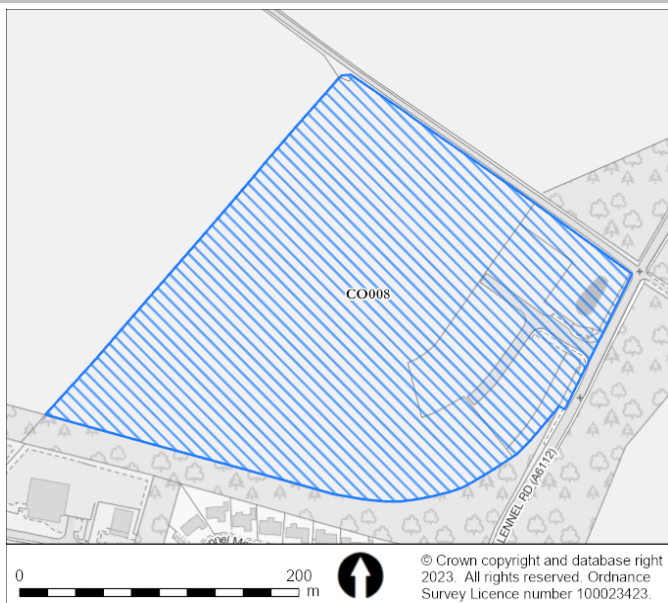 CO008
LENNEL RD (A6112)
0
200
m
© Crown copyright and database right
2023. All rights reserved. Ordnance
Survey Licence number 100023423.